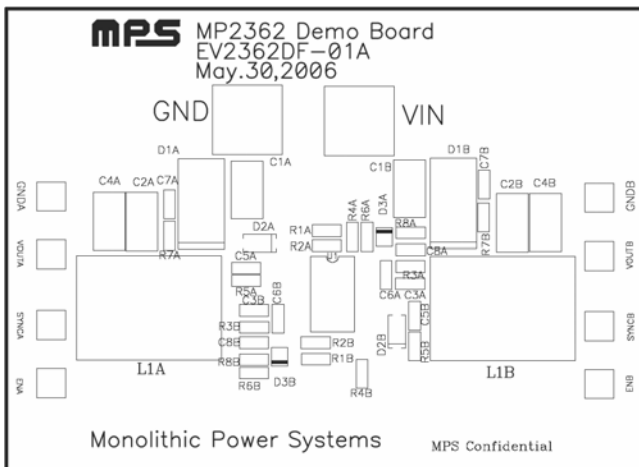 MPS MP2362 Demo Board
EV2362DF-01A
May.30,2006
GND
VIN
D1A
D1B
C1A
C1B
C4A
C2A
C7A
C7B
C2B
C4B
D3A
R4A
R6A
R8A
GNDA
GNDB
R1A
D2A
R2A
R7A
R7B
C8A
U1
VOUTA
VOUTB
C5A
R3A
R5A
C6A
C3A
C3B
C6B
C5B
SYNCA
SYNCB
R3B
C8B
R2B
D2B
R8B
R1B
R5B
L1A
L1B
R6B
D3B
R4B
ENA
ENB
Monolithic Power Systems
MPS Confidential